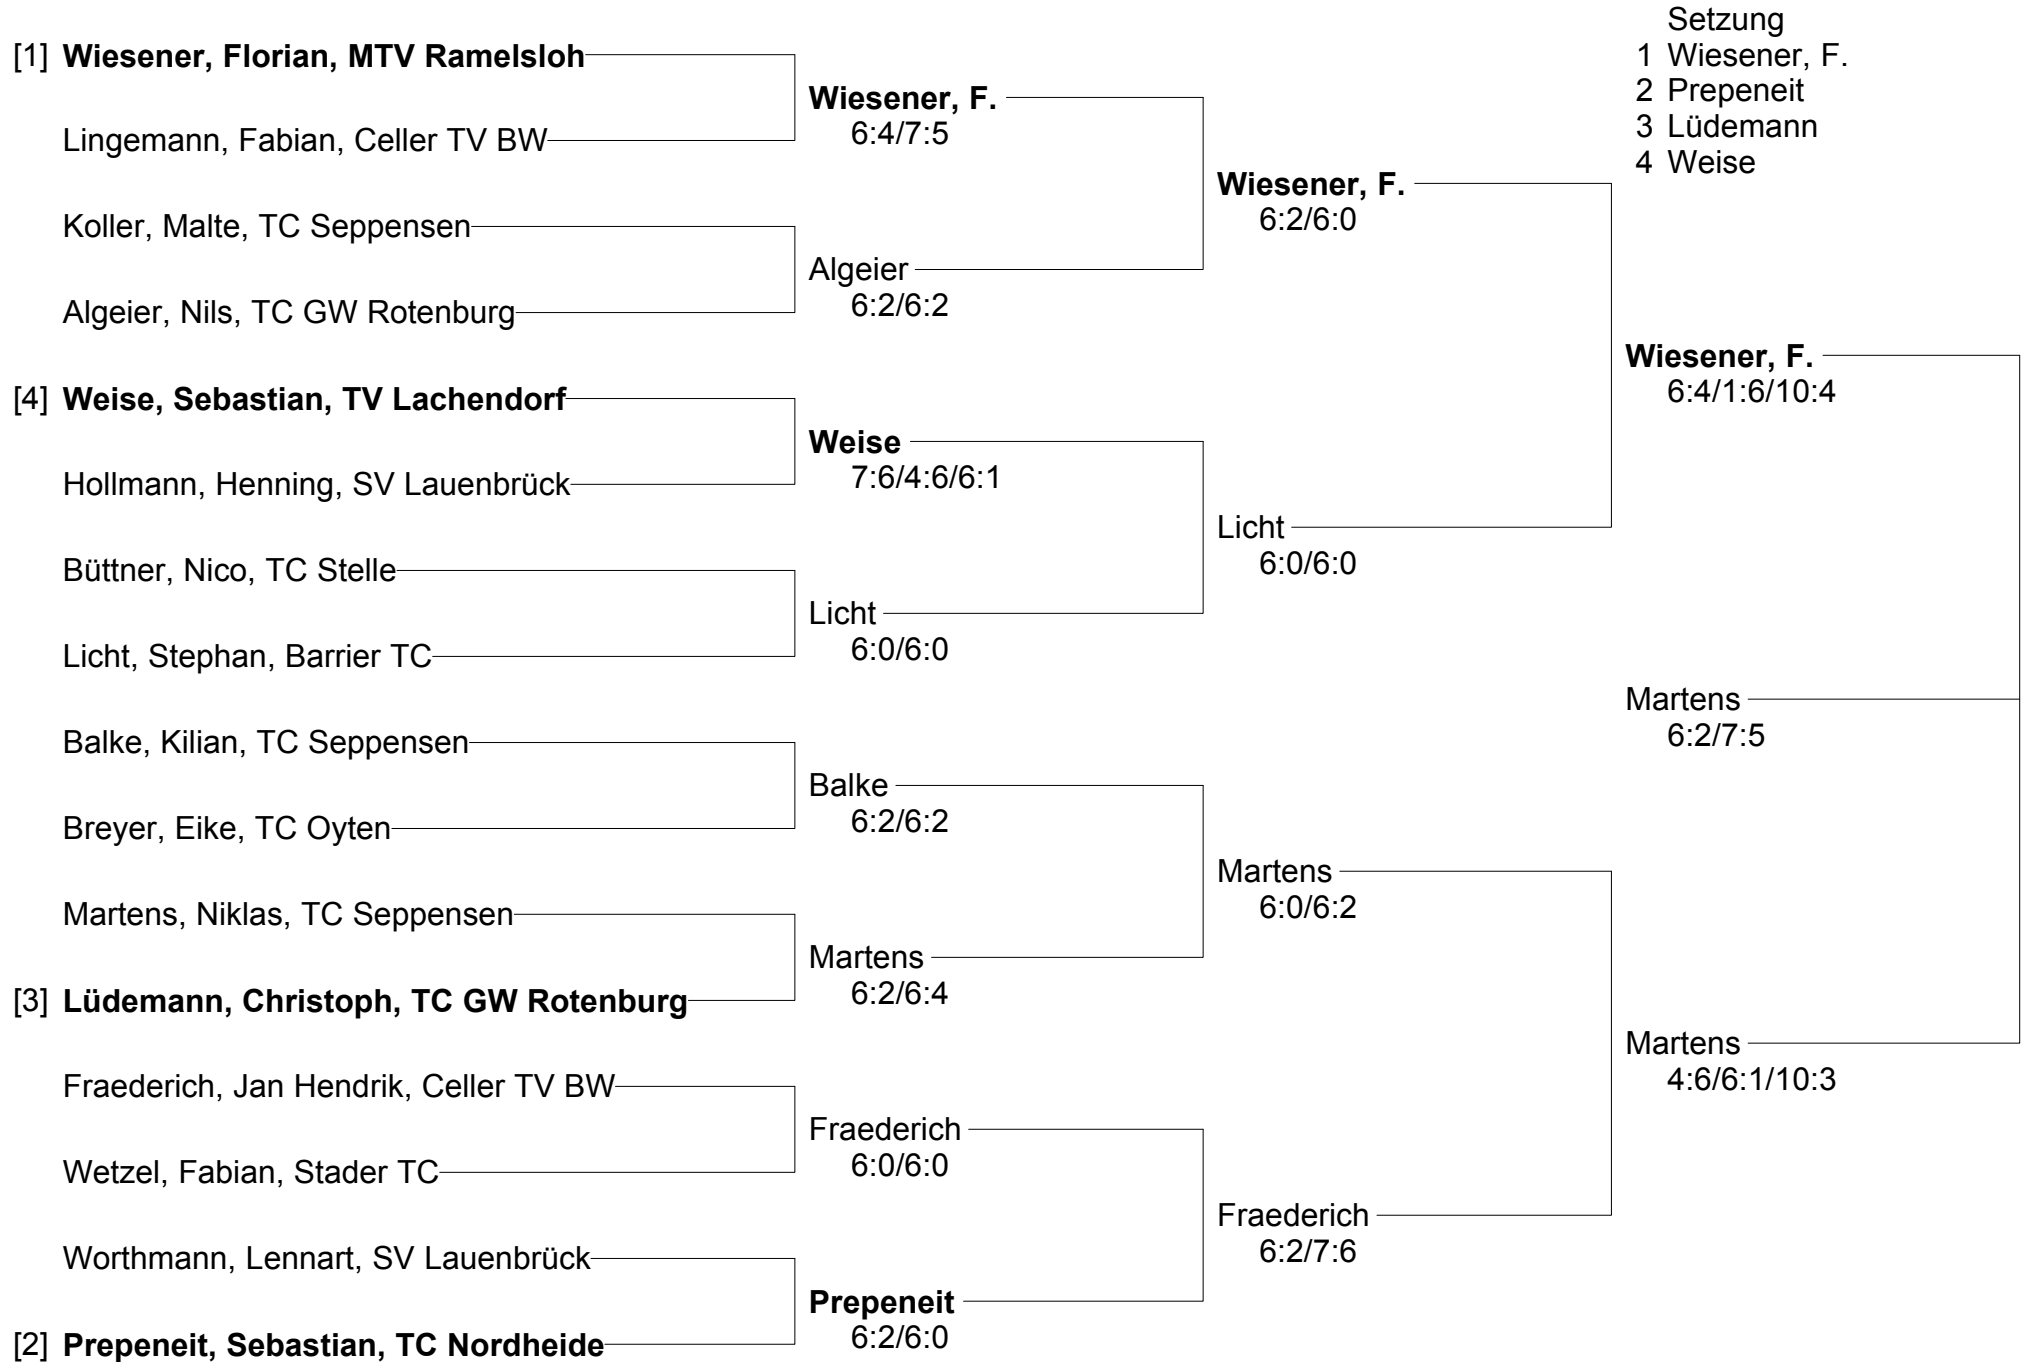 Setzung
1 Wiesener, F.
2 Prepeneit
3 Lüdemann
4 Weise
[1] Wiesener, Florian, MTV Ramelsloh
Lingemann, Fabian, Celler TV BW
Koller, Malte, TC Seppensen
Algeier, Nils, TC GW Rotenburg
[4] Weise, Sebastian, TV Lachendorf
Hollmann, Henning, SV Lauenbrück
Büttner, Nico, TC Stelle
Licht, Stephan, Barrier TC
Balke, Kilian, TC Seppensen
Breyer, Eike, TC Oyten
Martens, Niklas, TC Seppensen
[3] Lüdemann, Christoph, TC GW Rotenburg
Fraederich, Jan Hendrik, Celler TV BW
Wetzel, Fabian, Stader TC
Worthmann, Lennart, SV Lauenbrück
[2] Prepeneit, Sebastian, TC Nordheide
Wiesener, F.
6:4/7:5
Algeier
6:2/6:2
Weise
7:6/4:6/6:1
Licht
6:0/6:0
Balke
6:2/6:2
Martens
6:2/6:4
Fraederich
6:0/6:0
Prepeneit
6:2/6:0
Wiesener, F.
6:2/6:0
Licht
6:0/6:0
Martens
6:0/6:2
Fraederich
6:2/7:6
Wiesener, F.
6:4/1:6/10:4
Martens
6:2/7:5
Martens
4:6/6:1/10:3